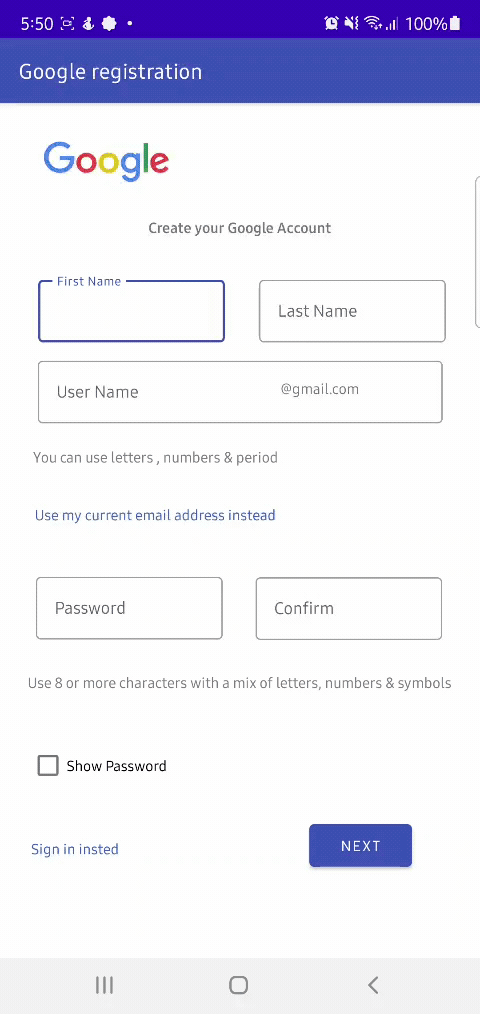 5:50 100%
Google registration
Google
Create your Google Account
First Name
Last Name
User Name @gmail.com
You can use letters , numbers & period
Use my current email address instead
Password Confirm
Use 8 or more characters with a mix of letters, numbers & symbols
Show Password
Sign in insted NEXT